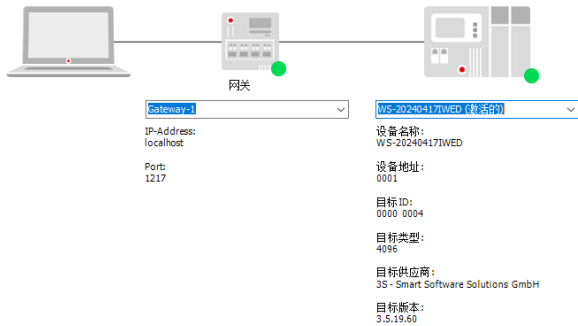 网关
Gateway-1
IP-Address:
localhost
Port:
1217
WS-20240417IWED (激活的)
设备名称:
WS-20240417IWED
设备地址:
0001
目标ID:
0000 0004
目标类型:
4096
目标供应商:
3S - Smart Software Solutions GmbH
目标版本:
3.5.19.60